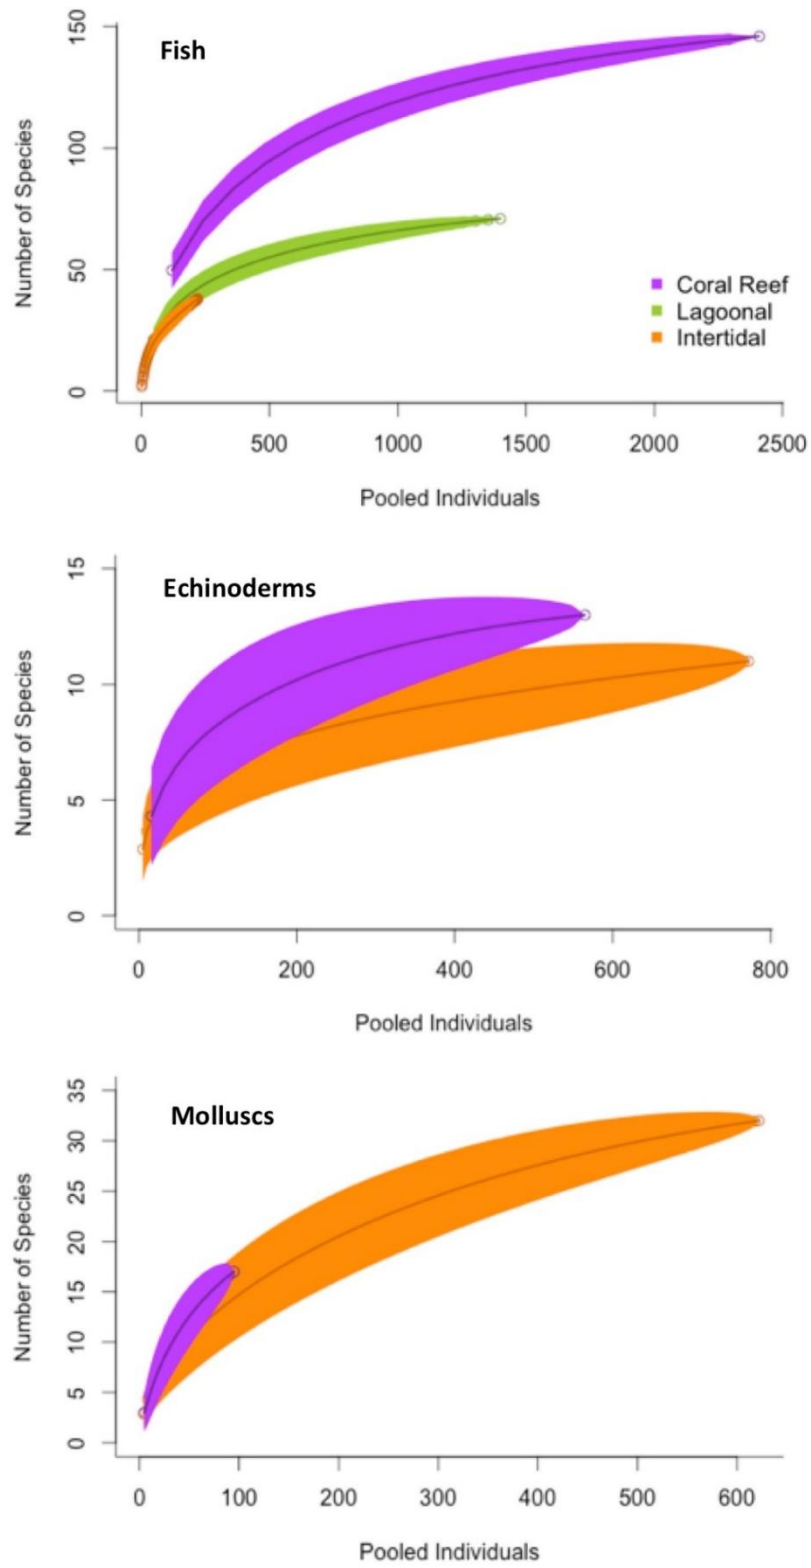 Fish
Number of Species
0
50
100
150
Coral Reef
Lagoonal
Intertidal
0 500 1000 1500 2000 2500
Pooled Individuals
Echinoderms
Number of Species
0
5
10
15
0 200 400 600 800
Pooled Individuals
Molluscs
Number of Species
0
5
10
15
20
25
30
35
0 100 200 300 400 500 600
Pooled Individuals